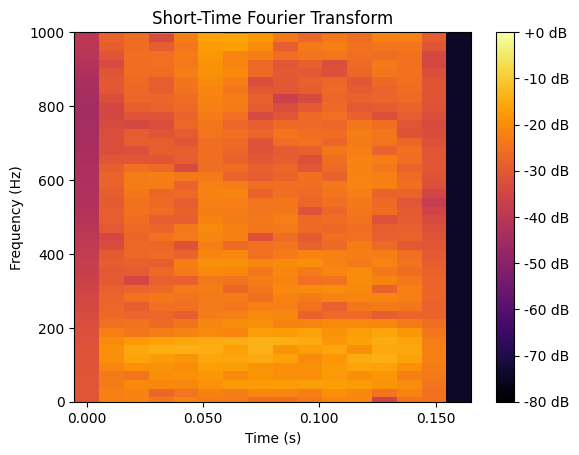 Short-Time Fourier Transform
Frequency (Hz)
1000
800
600
400
200
0
0.000 0.050 0.100 0.150
Time (s)
+0 dB
-10 dB
-20 dB
-30 dB
-40 dB
-50 dB
-60 dB
-70 dB
-80 dB